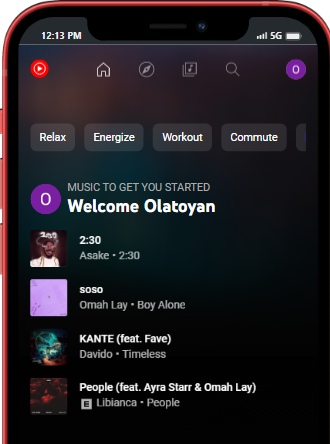 12:13 PM
5G
O
Relax
Energize
Workout
Commute
O
MUSIC TO GET YOU STARTED
Welcome Olatoyan
2:30
Asake • 2:30
soso
Omah Lay • Boy Alone
KANTE (feat. Fave)
Davido • Timeless
People (feat. Ayra Starr & Omah Lay)
E Libianca • People